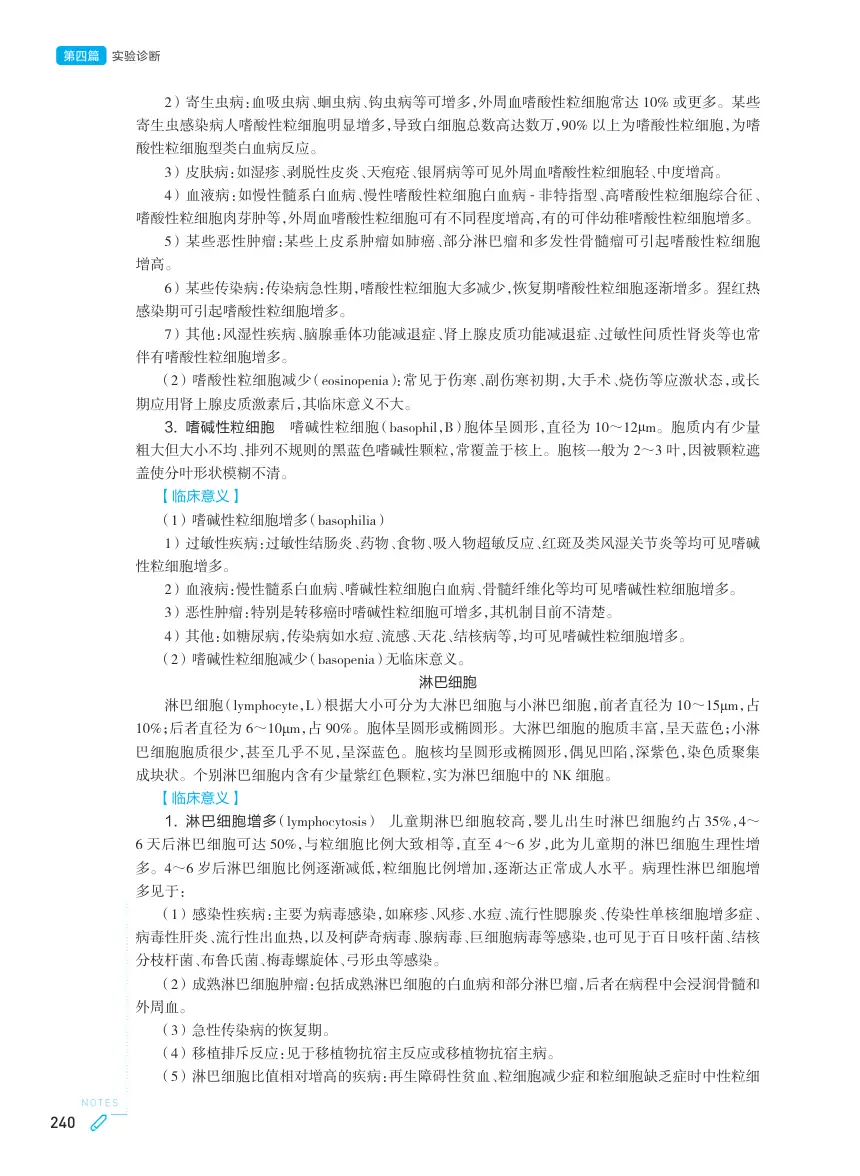 第四篇 实验诊断
2）寄生虫病：血吸虫病、蛔虫病、钩虫病等可增多，外周血嗜酸性粒细胞常达 10% 或更多。某些
寄生虫感染病人嗜酸性粒细胞明显增多，导致白细胞总数高达数万，90% 以上为嗜酸性粒细胞，为嗜
酸性粒细胞型类白血病反应。
3）皮肤病：如湿疹、剥脱性皮炎、天疱疮、银屑病等可见外周血嗜酸性粒细胞轻、中度增高。
4）血液病：如慢性髓系白血病、慢性嗜酸性粒细胞白血病 - 非特指型、高嗜酸性粒细胞综合征、
嗜酸性粒细胞肉芽肿等，外周血嗜酸性粒细胞可有不同程度增高，有的可伴幼稚嗜酸性粒细胞增多。
5）某些恶性肿瘤：某些上皮系肿瘤如肺癌、部分淋巴瘤和多发性骨髓瘤可引起嗜酸性粒细胞
增高。
6）某些传染病：传染病急性期，嗜酸性粒细胞大多减少，恢复期嗜酸性粒细胞逐渐增多。猩红热
感染期可引起嗜酸性粒细胞增多。
7）其他：风湿性疾病、脑腺垂体功能减退症、肾上腺皮质功能减退症、过敏性间质性肾炎等也常
伴有嗜酸性粒细胞增多。
（2）嗜酸性粒细胞减少（eosinopenia）：常见于伤寒、副伤寒初期，大手术、烧伤等应激状态，或长
期应用肾上腺皮质激素后，其临床意义不大。
3. 嗜碱性粒细胞 嗜碱性粒细胞（basophil，B）胞体呈圆形，直径为 10～12μm。胞质内有少量
粗大但大小不均、排列不规则的黑蓝色嗜碱性颗粒，常覆盖于核上。胞核一般为 2～3 叶，因被颗粒遮
盖使分叶形状模糊不清。
【临床意义】
（1）嗜碱性粒细胞增多（basophilia）
1）过敏性疾病：过敏性结肠炎、药物、食物、吸入物超敏反应、红斑及类风湿关节炎等均可见嗜碱
性粒细胞增多。
2）血液病：慢性髓系白血病、嗜碱性粒细胞白血病、骨髓纤维化等均可见嗜碱性粒细胞增多。
3）恶性肿瘤：特别是转移癌时嗜碱性粒细胞可增多，其机制目前不清楚。
4）其他：如糖尿病，传染病如水痘、流感、天花、结核病等，均可见嗜碱性粒细胞增多。
（2）嗜碱性粒细胞减少（basopenia）无临床意义。
淋巴细胞
淋巴细胞（lymphocyte，L）根据大小可分为大淋巴细胞与小淋巴细胞，前者直径为 10～15μm，占
10%；后者直径为 6～10μm，占 90%。胞体呈圆形或椭圆形。大淋巴细胞的胞质丰富，呈天蓝色；小淋
巴细胞胞质很少，甚至几乎不见，呈深蓝色。胞核均呈圆形或椭圆形，偶见凹陷，深紫色，染色质聚集
成块状。个别淋巴细胞内含有少量紫红色颗粒，实为淋巴细胞中的 NK 细胞。
【临床意义】
1. 淋巴细胞增多（lymphocytosis） 儿童期淋巴细胞较高，婴儿出生时淋巴细胞约占 35%，4～
6 天后淋巴细胞可达 50%，与粒细胞比例大致相等，直至 4～6 岁，此为儿童期的淋巴细胞生理性增
多。4～6 岁后淋巴细胞比例逐渐减低，粒细胞比例增加，逐渐达正常成人水平。病理性淋巴细胞增
多见于：
（1）感染性疾病：主要为病毒感染，如麻疹、风疹、水痘、流行性腮腺炎、传染性单核细胞增多症、
病毒性肝炎、流行性出血热，以及柯萨奇病毒、腺病毒、巨细胞病毒等感染，也可见于百日咳杆菌、结核
分枝杆菌、布鲁氏菌、梅毒螺旋体、弓形虫等感染。
（2）成熟淋巴细胞肿瘤：包括成熟淋巴细胞的白血病和部分淋巴瘤，后者在病程中会浸润骨髓和
外周血。
（3）急性传染病的恢复期。
（4）移植排斥反应：见于移植物抗宿主反应或移植物抗宿主病。
（5）淋巴细胞比值相对增高的疾病：再生障碍性贫血、粒细胞减少症和粒细胞缺乏症时中性粒细
NOTES
240